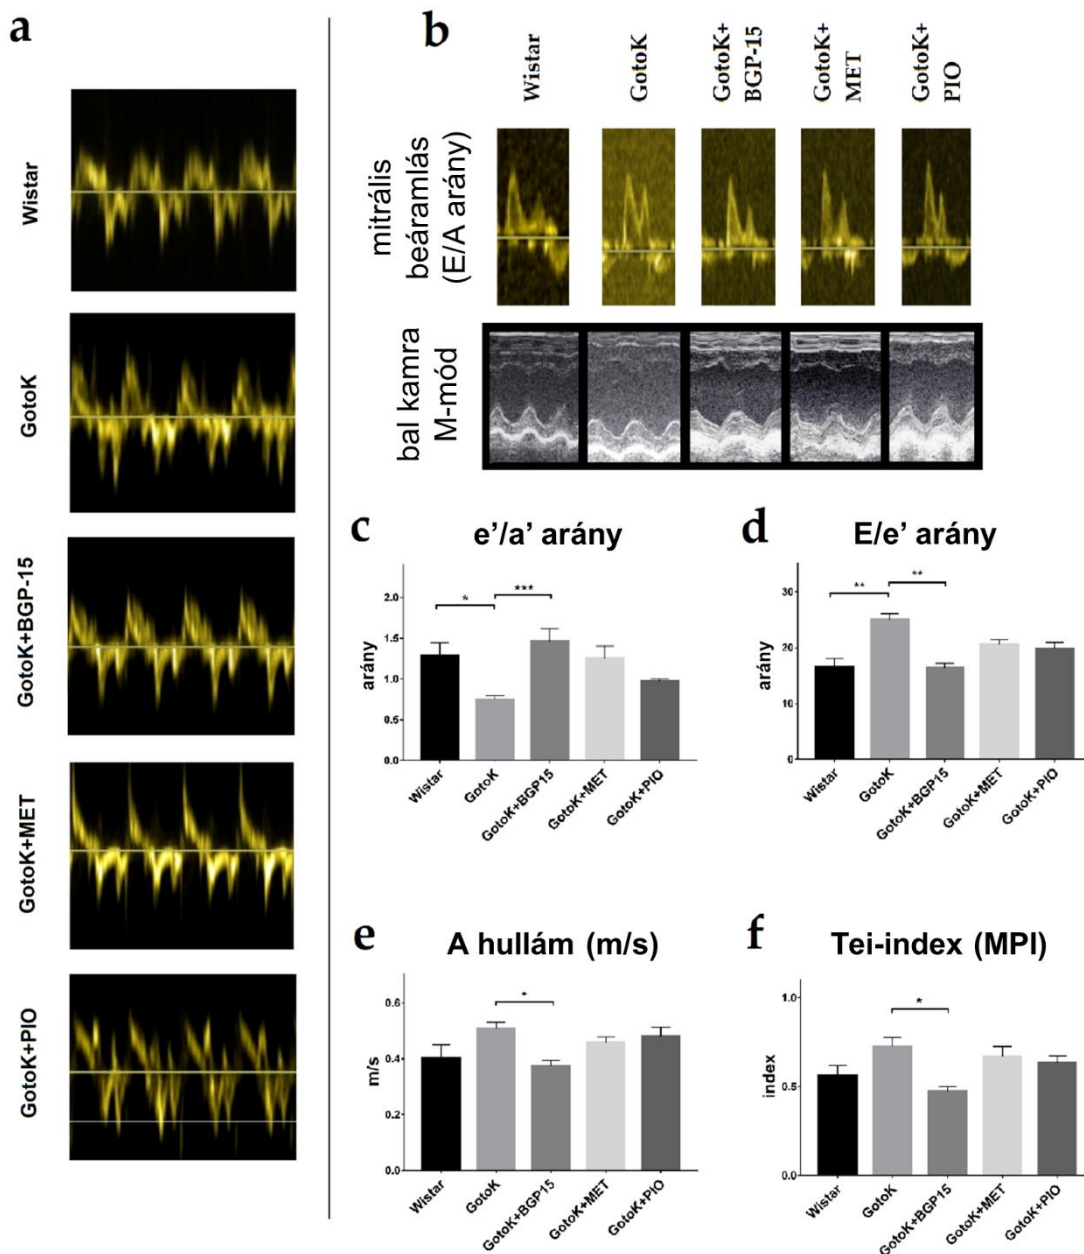 a
Wistar
GotoK
GotoK+BGP-15
GotoK+MET
GotoK+PIO
b
Wistar
GotoK
GotoK+
BGP-15
GotoK+
MET
GotoK+
PIO
mitrális
beáramlás
(E/A arány)
bal kamra
M-mód
c
e'/a' arány
arány
2.0
1.5
1.0
0.5
0.0
*
***
Wistar
GotoK
GotoK+BGP15
GotoK+MET
GotoK+PIO
d
E/e' arány
arány
30
20
10
0
**
**
Wistar
GotoK
GotoK+BGP15
GotoK+MET
GotoK+PIO
e
A hullám (m/s)
m/s
0.6
0.4
0.2
0.0
*
Wistar
GotoK
GotoK+BGP15
GotoK+MET
GotoK+PIO
f
Tei-index (MPI)
index
1.0
0.5
0.0
*
Wistar
GotoK
GotoK+BGP15
GotoK+MET
GotoK+PIO